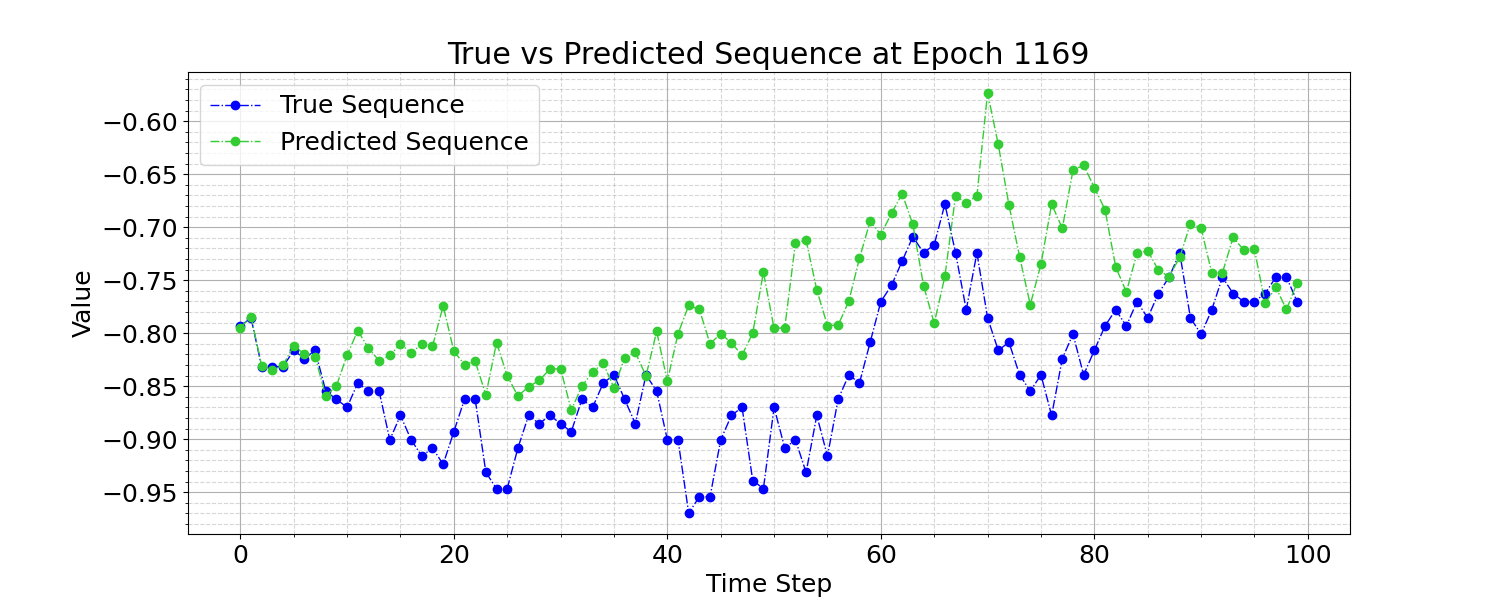 True vs Predicted Sequence at Epoch 1169
True Sequence
Predicted Sequence
−0.60
−0.65
−0.70
−0.75
−0.80
−0.85
−0.90
−0.95
Value
0 20 40 60 80 100
Time Step